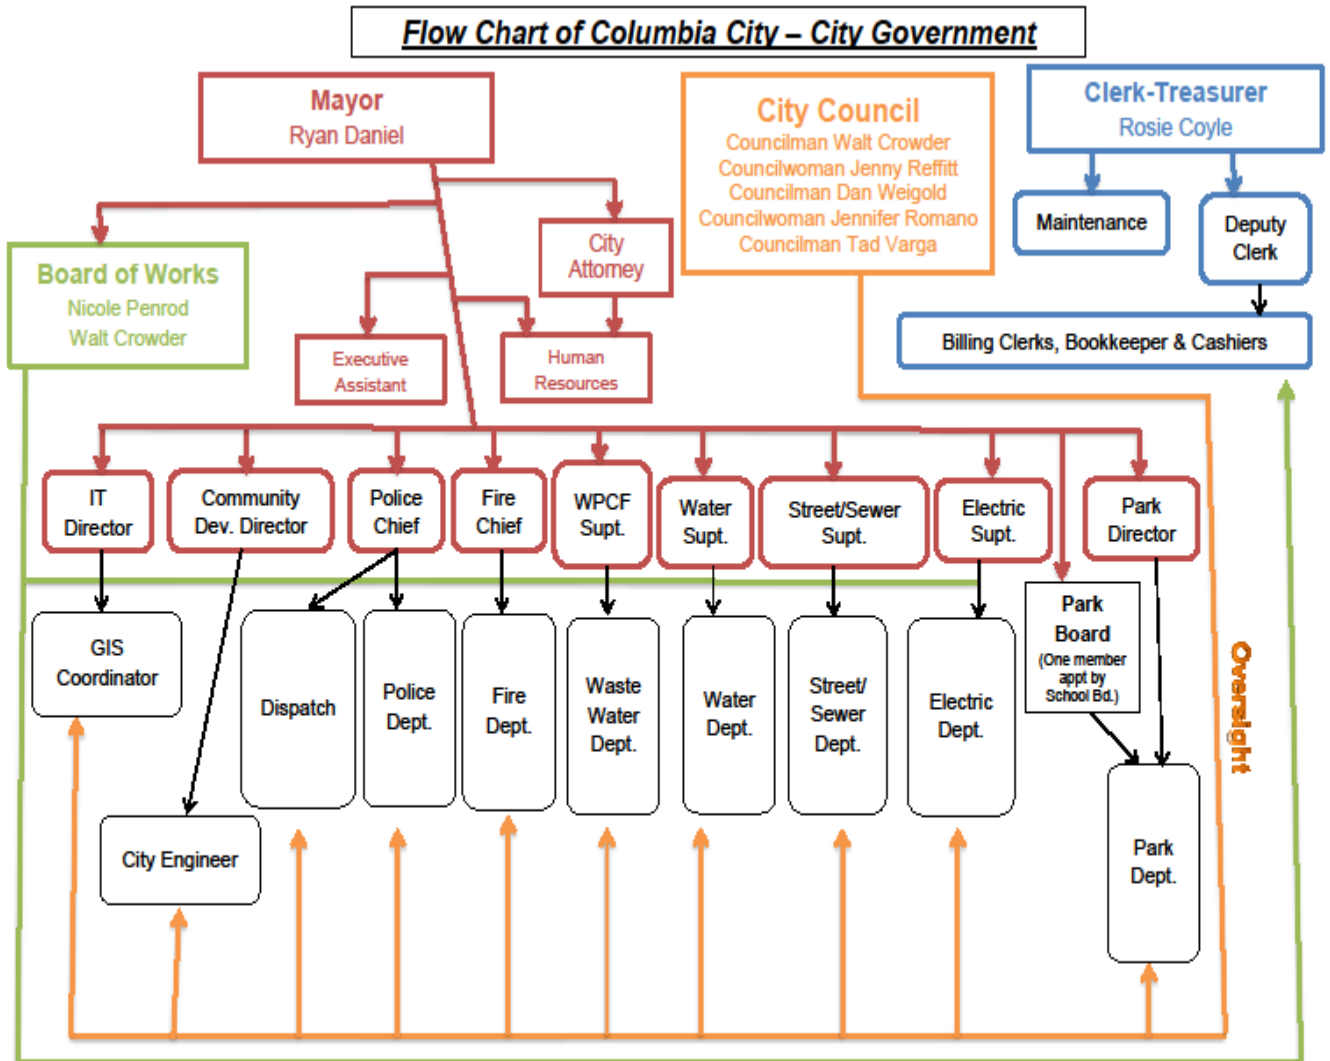 Flow Chart of Columbia City – City Government
Mayor
Ryan Daniel
City Council
Councilman Walt Crowder
Councilwoman Jenny Reffitt
Councilman Dan Weigold
Councilwoman Jennifer Romano
Councilman Tad Varga
Clerk-Treasurer
Rosie Coyle
Maintenance
Deputy
Clerk
Billing Clerks, Bookkeeper & Cashiers
Board of Works
Nicole Penrod
Walt Crowder
City
Attorney
Executive
Assistant
Human
Resources
IT
Director
Community
Dev. Director
Police
Chief
Fire
Chief
WPCF
Supt.
Water
Supt.
Street/Sewer
Supt.
Electric
Supt.
Park
Director
Park
Board
(One member
appt by
School Bd.)
GIS
Coordinator
Dispatch
Police
Dept.
Fire
Dept.
Waste
Water
Dept.
Water
Dept.
Street/
Sewer
Dept.
Electric
Dept.
Oversight
City Engineer
Park
Dept.